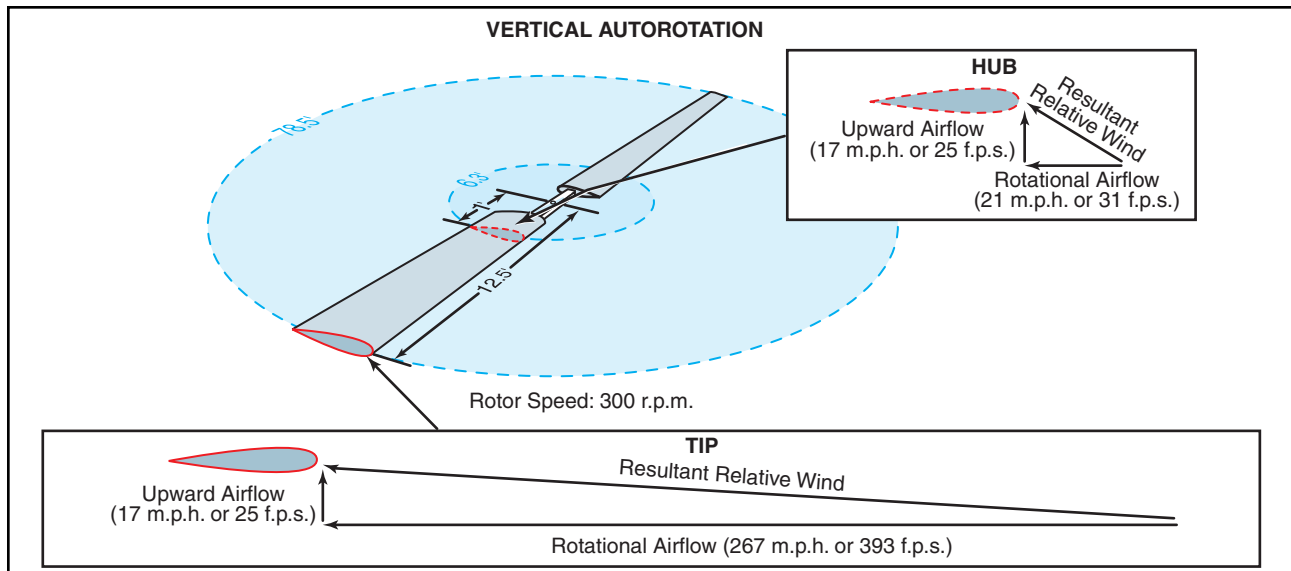 VERTICAL AUTOROTATION
HUB
Resultant
Relative Wind
Upward Airflow
(17 m.p.h. or 25 f.p.s.)
Rotational Airflow
(21 m.p.h. or 31 f.p.s.)
78.5'
6.3'
1'
12.5'
Rotor Speed: 300 r.p.m.
TIP
Resultant Relative Wind
Upward Airflow
(17 m.p.h. or 25 f.p.s.)
Rotational Airflow (267 m.p.h. or 393 f.p.s.)